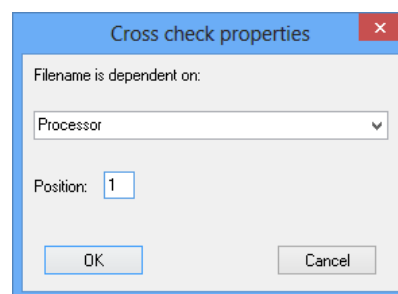 Cross check properties
Filename is dependent on:
Processor
Position: 1
OK Cancel